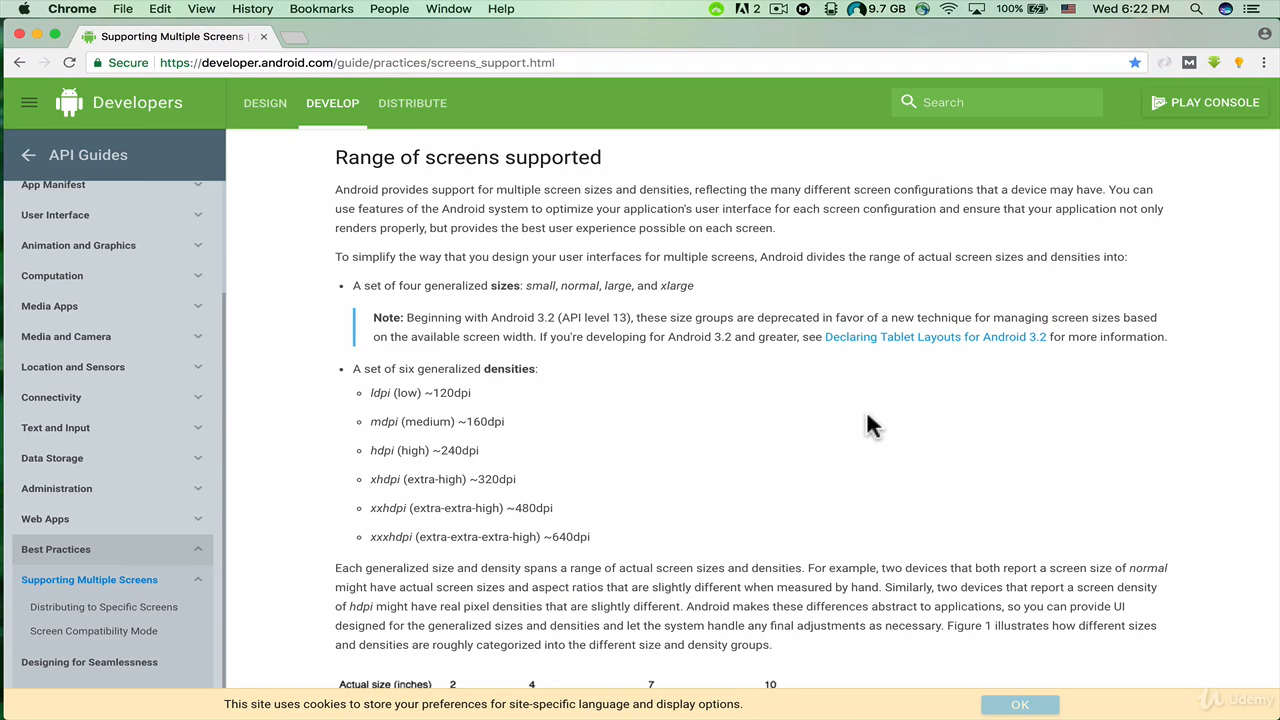 Chrome File Edit View History Bookmarks People Window Help 2 9.7 GB 100% Wed 6:22 PM
Supporting Multiple Screens |
Secure https://developer.android.com/guide/practices/screens_support.html
Developers DESIGN DEVELOP DISTRIBUTE Search PLAY CONSOLE
API Guides
App Manifest
User Interface
Animation and Graphics
Computation
Media Apps
Media and Camera
Location and Sensors
Connectivity
Text and Input
Data Storage
Administration
Web Apps
Best Practices
Supporting Multiple Screens
Distributing to Specific Screens
Screen Compatibility Mode
Designing for Seamlessness
Range of screens supported
Android provides support for multiple screen sizes and densities, reflecting the many different screen configurations that a device may have. You can
use features of the Android system to optimize your application's user interface for each screen configuration and ensure that your application not only
renders properly, but provides the best user experience possible on each screen.
To simplify the way that you design your user interfaces for multiple screens, Android divides the range of actual screen sizes and densities into:
• A set of four generalized sizes: small, normal, large, and xlarge
Note: Beginning with Android 3.2 (API level 13), these size groups are deprecated in favor of a new technique for managing screen sizes based
on the available screen width. If you're developing for Android 3.2 and greater, see Declaring Tablet Layouts for Android 3.2 for more information.
• A set of six generalized densities:
ldpi (low) ~120dpi
mdpi (medium) ~160dpi
hdpi (high) ~240dpi
xhdpi (extra-high) ~320dpi
xxhdpi (extra-extra-high) ~480dpi
xxxhdpi (extra-extra-extra-high) ~640dpi
Each generalized size and density spans a range of actual screen sizes and densities. For example, two devices that both report a screen size of normal
might have actual screen sizes and aspect ratios that are slightly different when measured by hand. Similarly, two devices that report a screen density
of hdpi might have real pixel densities that are slightly different. Android makes these differences abstract to applications, so you can provide UI
designed for the generalized sizes and densities and let the system handle any final adjustments as necessary. Figure 1 illustrates how different sizes
and densities are roughly categorized into the different size and density groups.
Actual size (inches) 2 4 7 10
This site uses cookies to store your preferences for site-specific language and display options. OK
Udemy